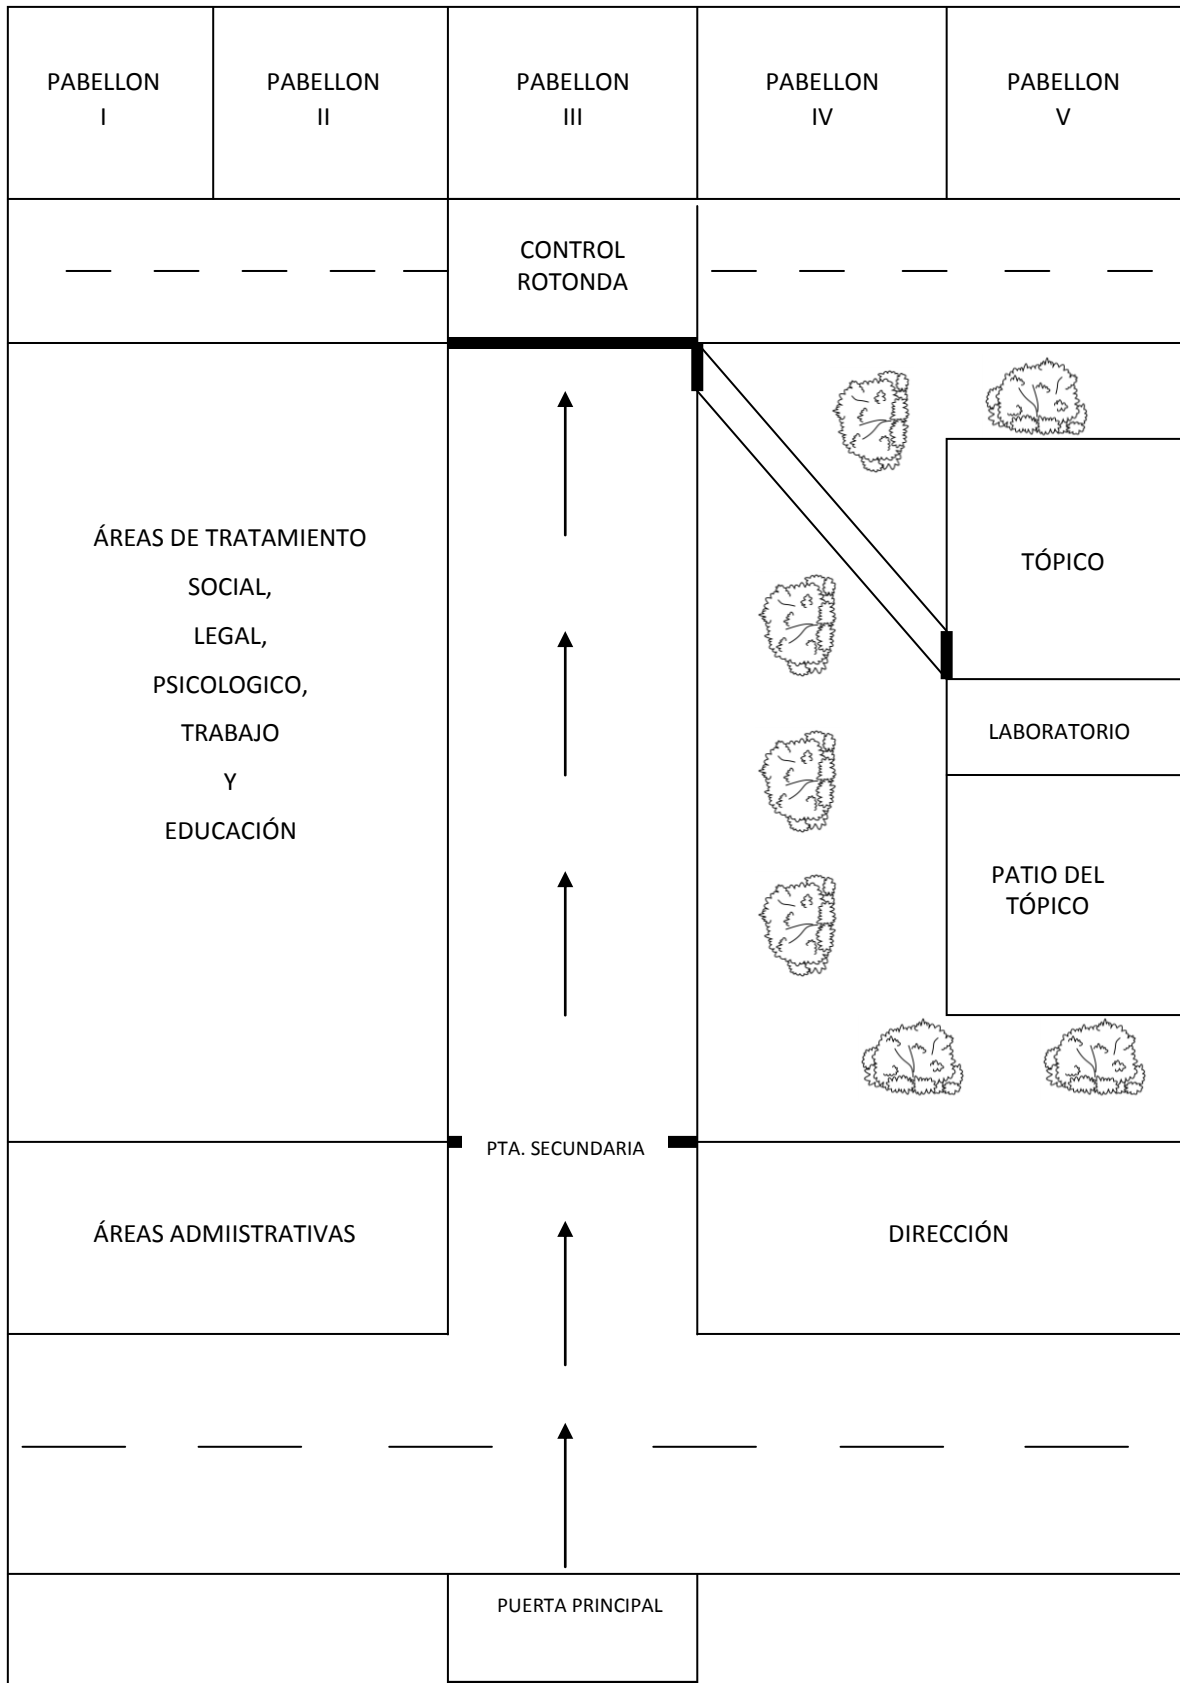 PABELLON
I
PABELLON
II
PABELLON
III
PABELLON
IV
PABELLON
V
CONTROL
ROTONDA
ÁREAS DE TRATAMIENTO
SOCIAL,
LEGAL,
PSICOLOGICO,
TRABAJO
Y
EDUCACIÓN
TÓPICO
LABORATORIO
PATIO DEL
TÓPICO
PTA. SECUNDARIA
ÁREAS ADMIISTRATIVAS
DIRECCIÓN
PUERTA PRINCIPAL